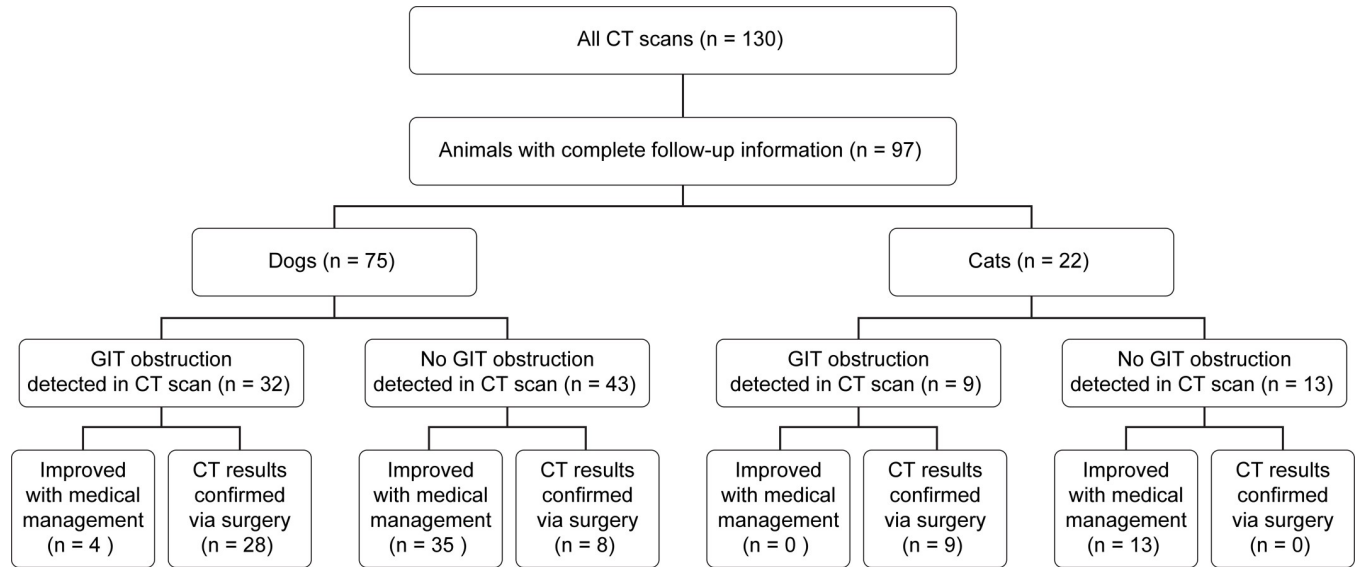 All CT scans (n = 130)
Animals with complete follow-up information (n = 97)
Dogs (n = 75)
Cats (n = 22)
GIT obstruction
detected in CT scan (n = 32)
No GIT obstruction
detected in CT scan (n = 43)
GIT obstruction
detected in CT scan (n = 9)
No GIT obstruction
detected in CT scan (n = 13)
Improved
with medical
management
(n = 4 )
CT results
confirmed
via surgery
(n = 28)
Improved
with medical
management
(n = 35 )
CT results
confirmed
via surgery
(n = 8)
Improved
with medical
management
(n = 0 )
CT results
confirmed
via surgery
(n = 9)
Improved
with medical
management
(n = 13)
CT results
confirmed
via surgery
(n = 0)